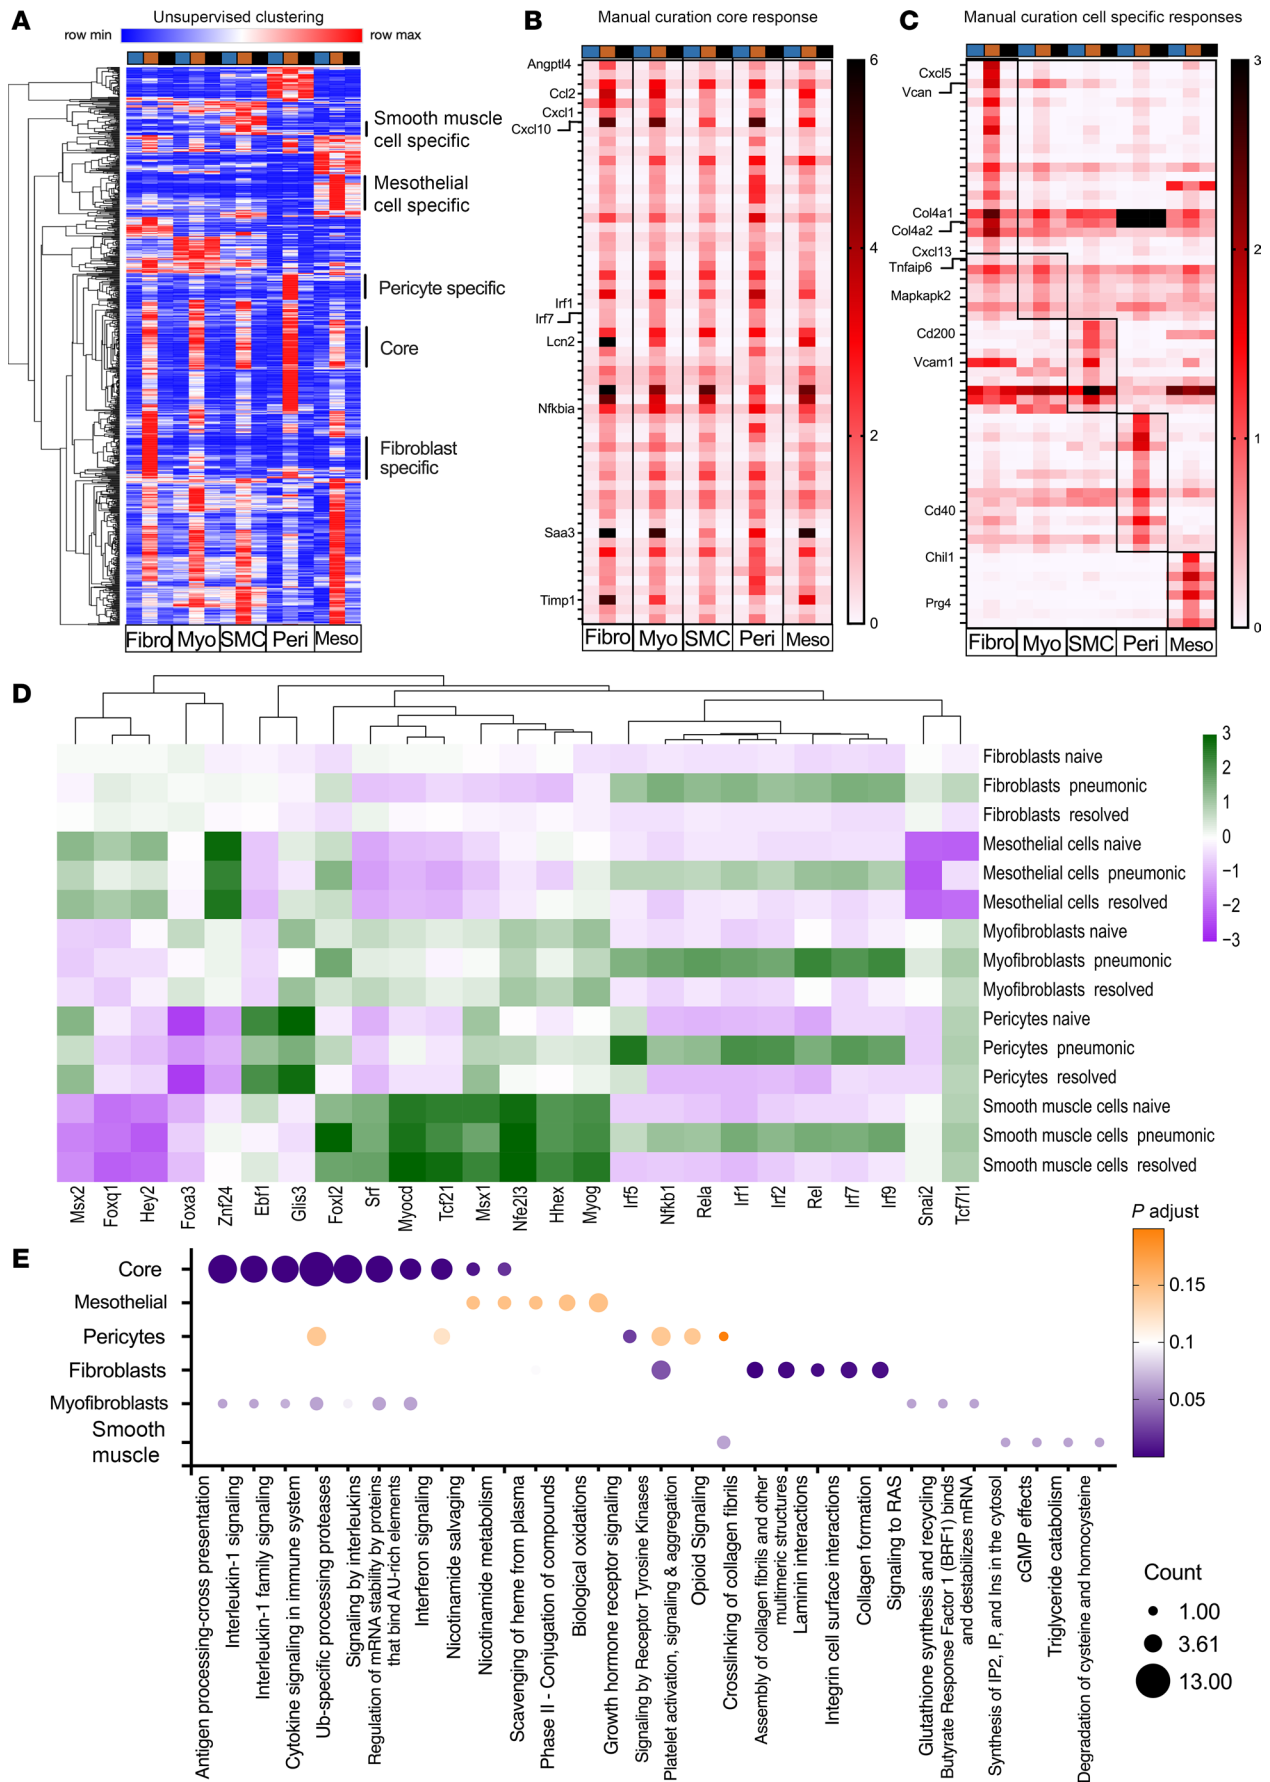 A
Unsupervised clustering
row min
row max
Smooth muscle
cell specific
Mesothelial
cell specific
Pericyte specific
Core
Fibroblast
specific
Fibro
Myo
SMC
Peri
Meso
B
Manual curation core response
Angptl4
Ccl2
Cxcl1
Cxcl10
Irf1
Irf7
Lcn2
Nfkbia
Saa3
Timp1
6
4
2
0
Fibro
Myo
SMC
Peri
Meso
C
Manual curation cell specific responses
Cxcl5
Vcan
Col4a1
Col4a2
Cxcl13
Tnfaip6
Mapkapk2
Cd200
Vcam1
Cd40
Chil1
Prg4
3
2
1
0
Fibro
Myo
SMC
Peri
Meso
D
Fibroblasts naive
Fibroblasts pneumonic
Fibroblasts resolved
Mesothelial cells naive
Mesothelial cells pneumonic
Mesothelial cells resolved
Myofibroblasts naive
Myofibroblasts pneumonic
Myofibroblasts resolved
Pericytes naive
Pericytes pneumonic
Pericytes resolved
Smooth muscle cells naive
Smooth muscle cells pneumonic
Smooth muscle cells resolved
3
2
1
0
−1
−2
−3
Msx2
Foxq1
Hey2
Foxa3
Znf24
Ebf1
Glis3
Foxl2
Srf
Myocd
Tcf21
Msx1
Nfe2l3
Hhex
Myog
Irf5
Nfkb1
Rela
Irf1
Irf2
Rel
Irf7
Irf9
Snai2
Tcf7l1
E
Core
Mesothelial
Pericytes
Fibroblasts
Myofibroblasts
Smooth
muscle
P adjust
0.15
0.1
0.05
Count
1.00
3.61
13.00
Antigen processing-cross presentation
Interleukin-1 signaling
Interleukin-1 family signaling
Cytokine signaling in immune system
Ub-specific processing proteases
Signaling by interleukins
Regulation of mRNA stability by proteins
that bind AU-rich elements
Interferon signaling
Nicotinamide salvaging
Nicotinamide metabolism
Scavenging of heme from plasma
Phase II - Conjugation of compounds
Biological oxidations
Growth hormone receptor signaling
Signaling by Receptor Tyrosine Kinases
Platelet activation, signaling & aggregation
Opioid Signaling
Crosslinking of collagen fibrils
Assembly of collagen fibrils and other
multimeric structures
Laminin interactions
Integrin cell surface interactions
Collagen formation
Signaling to RAS
Glutathione synthesis and recycling
Butyrate Response Factor 1 (BRF1) binds
and destabilizes mRNA
Synthesis of IP2, IP, and Ins in the cytosol
cGMP effects
Triglyceride catabolism
Degradation of cysteine and homocysteine